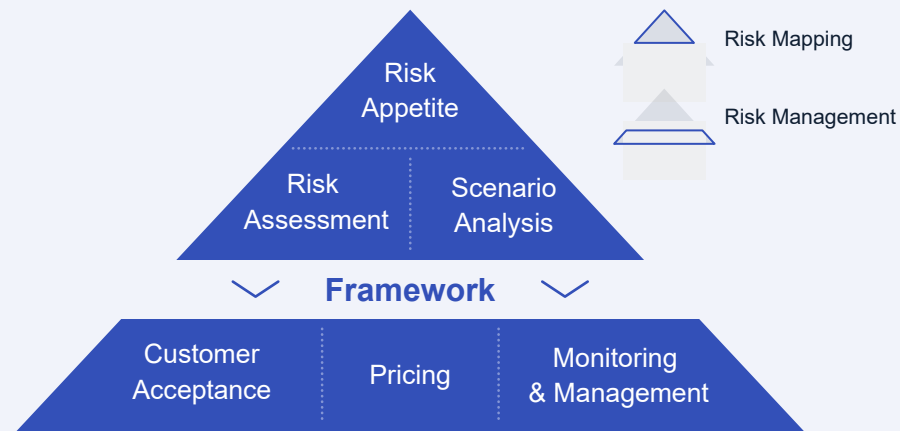 Risk
Appetite
Risk Mapping
Risk Management
Risk
Assessment
Scenario
Analysis
Framework
Customer
Acceptance
Pricing
Monitoring
& Management